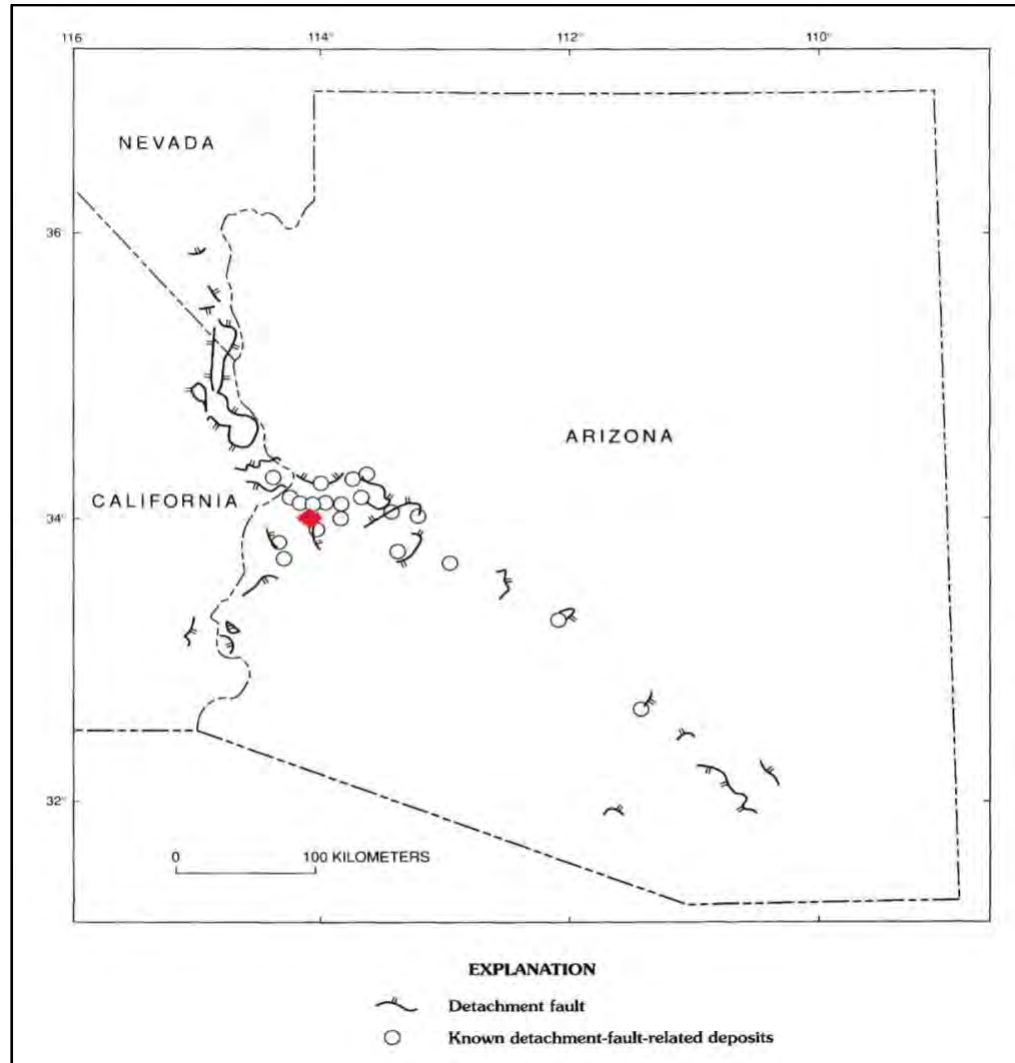 116
114°
112°
110°
NEVADA
36°
ARIZONA
CALIFORNIA
34°
32°
0 100 KILOMETERS
EXPLANATION
Detachment fault
Known detachment-fault-related deposits